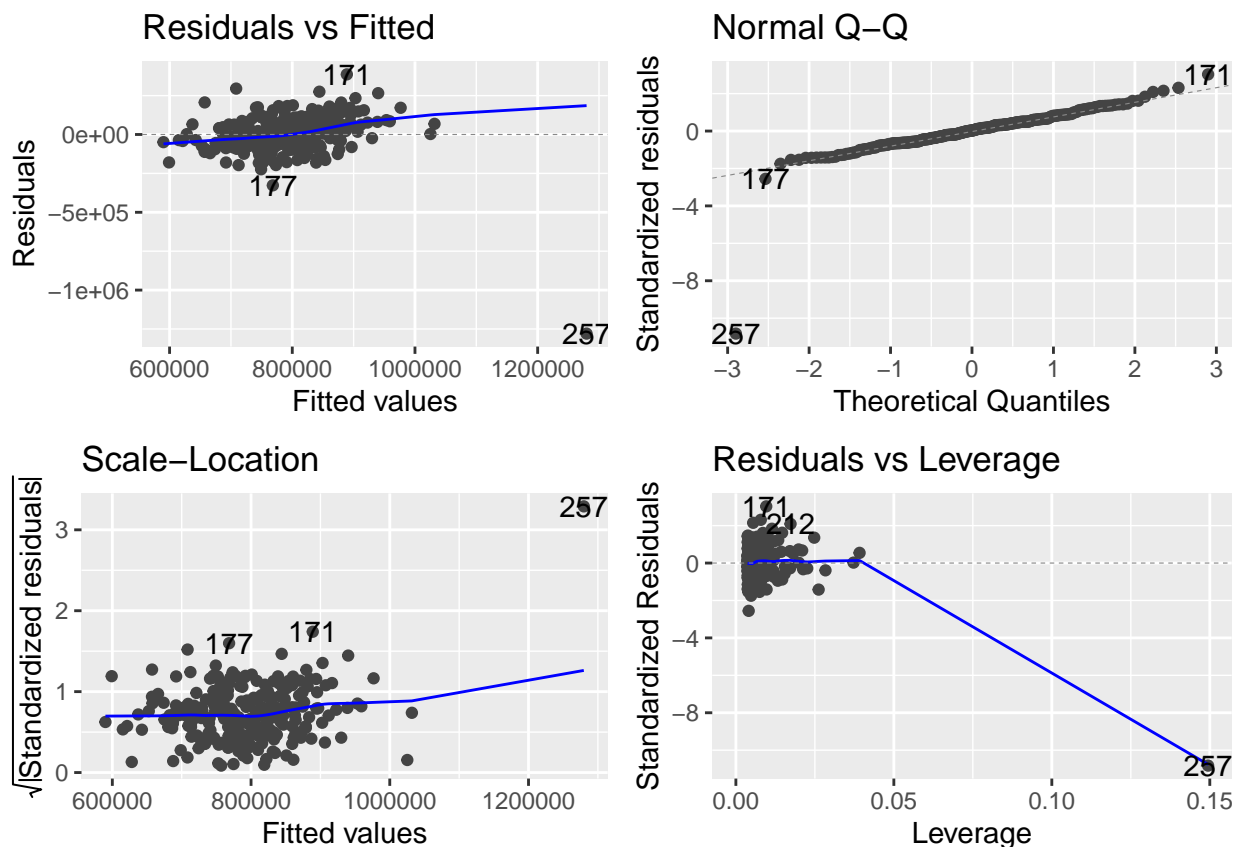 Residuals vs Fitted
Residuals
0e+00
−5e+05
−1e+06
171
177
257
600000 800000 1000000 1200000
Fitted values
Normal Q−Q
Standardized residuals
0
−4
−8
171
177
257
−3 −2 −1 0 1 2 3
Theoretical Quantiles
Scale−Location
√|Standardized residuals|
3
2
1
0
257
177 171
600000 800000 1000000 1200000
Fitted values
Residuals vs Leverage
Standardized Residuals
0
−4
−8
171
212
257
0.00 0.05 0.10 0.15
Leverage